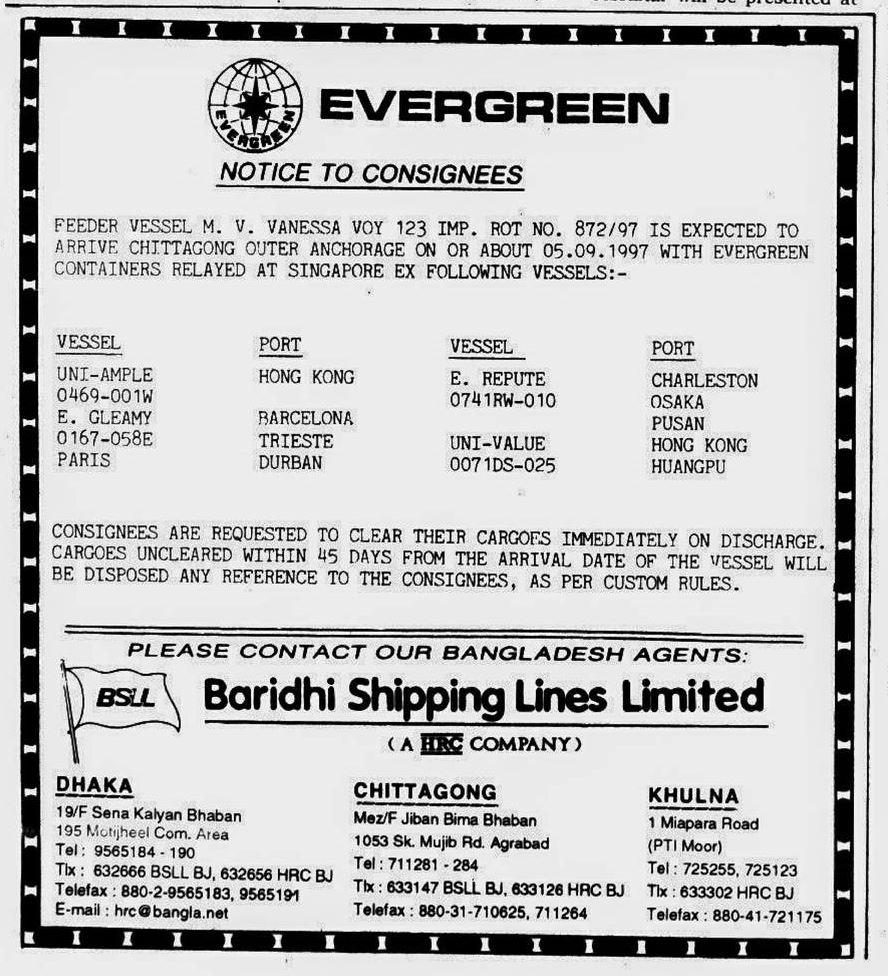 will be presented at
EVERGREEN
EVERGREEN
NOTICE TO CONSIGNEES
FEEDER VESSEL M. V. VANESSA VOY 123 IMP. ROT NO. 872/97 IS EXPECTED TO
ARRIVE CHITTAGONG OUTER ANCHORAGE ON OR ABOUT 05.09.1997 WITH EVERGREEN
CONTAINERS RELAYED AT SINGAPORE EX FOLLOWING VESSELS:-
VESSEL PORT VESSEL PORT
UNI-AMPLE HONG KONG E. REPUTE CHARLESTON
0469-001W 0741RW-010 OSAKA
E. GLEAMY BARCELONA PUSAN
0167-058E TRIESTE UNI-VALUE HONG KONG
PARIS DURBAN 0071DS-025 HUANGPU
CONSIGNEES ARE REQUESTED TO CLEAR THEIR CARGOES IMMEDIATELY ON DISCHARGE.
CARGOES UNCLEARED WITHIN 45 DAYS FROM THE ARRIVAL DATE OF THE VESSEL WILL
BE DISPOSED ANY REFERENCE TO THE CONSIGNEES, AS PER CUSTOM RULES.
PLEASE CONTACT OUR BANGLADESH AGENTS:
BSLL
Baridhi Shipping Lines Limited
(A HRC COMPANY)
DHAKA
19/F Sena Kalyan Bhaban
195 Motijheel Com. Area
Tel : 9565184 - 190
Tlx : 632666 BSLL BJ, 632656 HRC BJ
Telefax : 880-2-9565183, 9565191
E-mail : hrc@bangla.net
CHITTAGONG
Mez/F Jiban Bima Bhaban
1053 Sk. Mujib Rd. Agrabad
Tel : 711281 - 284
Tlx : 633147 BSLL BJ, 633126 HRC BJ
Telefax : 880-31-710625, 711264
KHULNA
1 Miapara Road
(PTI Moor)
Tel : 725255, 725123
Tlx : 633302 HRC BJ
Telefax : 880-41-721175